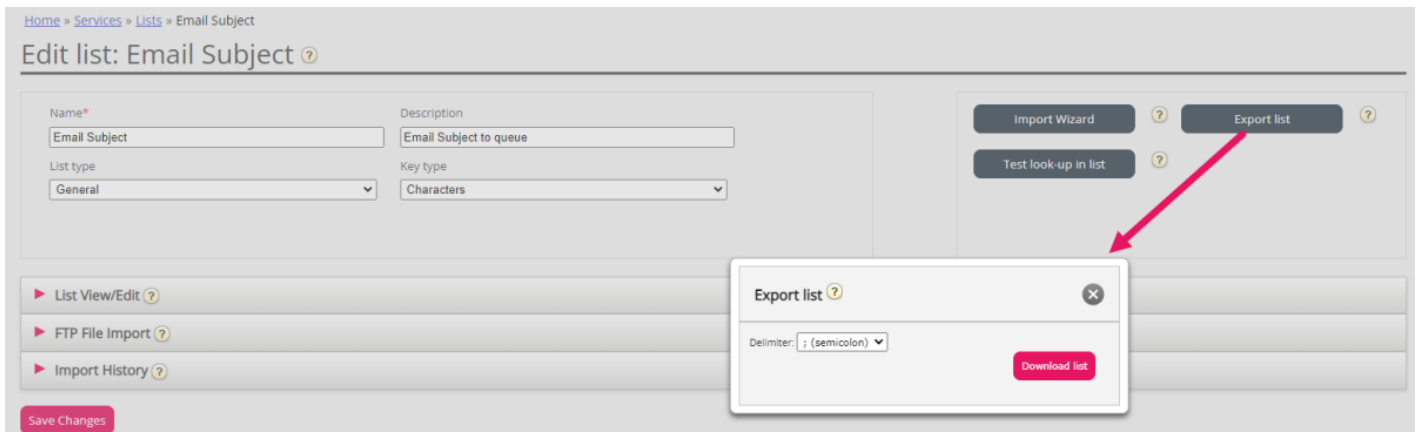 Home » Services » Lists » Email Subject
Edit list: Email Subject ?
Name*
Description
Email Subject
Email Subject to queue
List type
Key type
General
Characters
Import Wizard ?
Export list ?
Test look-up in list ?
List View/Edit ?
FTP File Import ?
Import History ?
Export list ?
Delimiter: ; (semicolon)
Download list
Save Changes